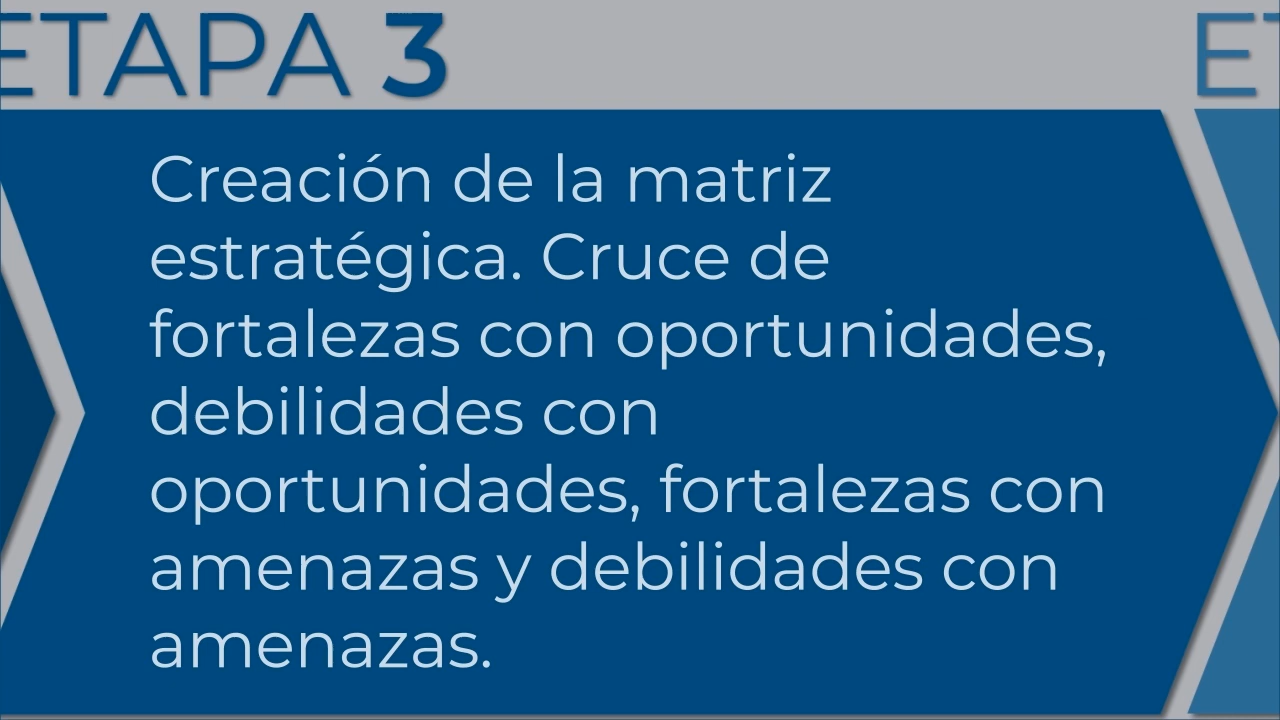 ETAPA 3
Creación de la matriz
estratégica. Cruce de
fortalezas con oportunidades,
debilidades con
oportunidades, fortalezas con
amenazas y debilidades con
amenazas.